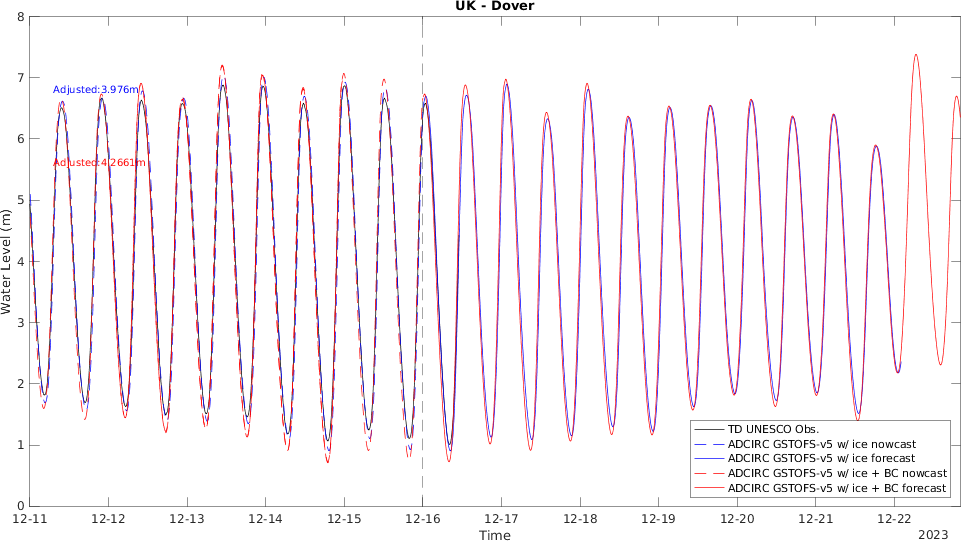 UK - Dover
8
7
6
5
4
3
2
1
0
Water Level (m)
Adjusted:3.976m
Adjusted:4.2661m
TD UNESCO Obs.
ADCIRC GSTOFS-v5 w/ ice nowcast
ADCIRC GSTOFS-v5 w/ ice forecast
ADCIRC GSTOFS-v5 w/ ice + BC nowcast
ADCIRC GSTOFS-v5 w/ ice + BC forecast
12-11 12-12 12-13 12-14 12-15 12-16 12-17 12-18 12-19 12-20 12-21 12-22
Time
2023